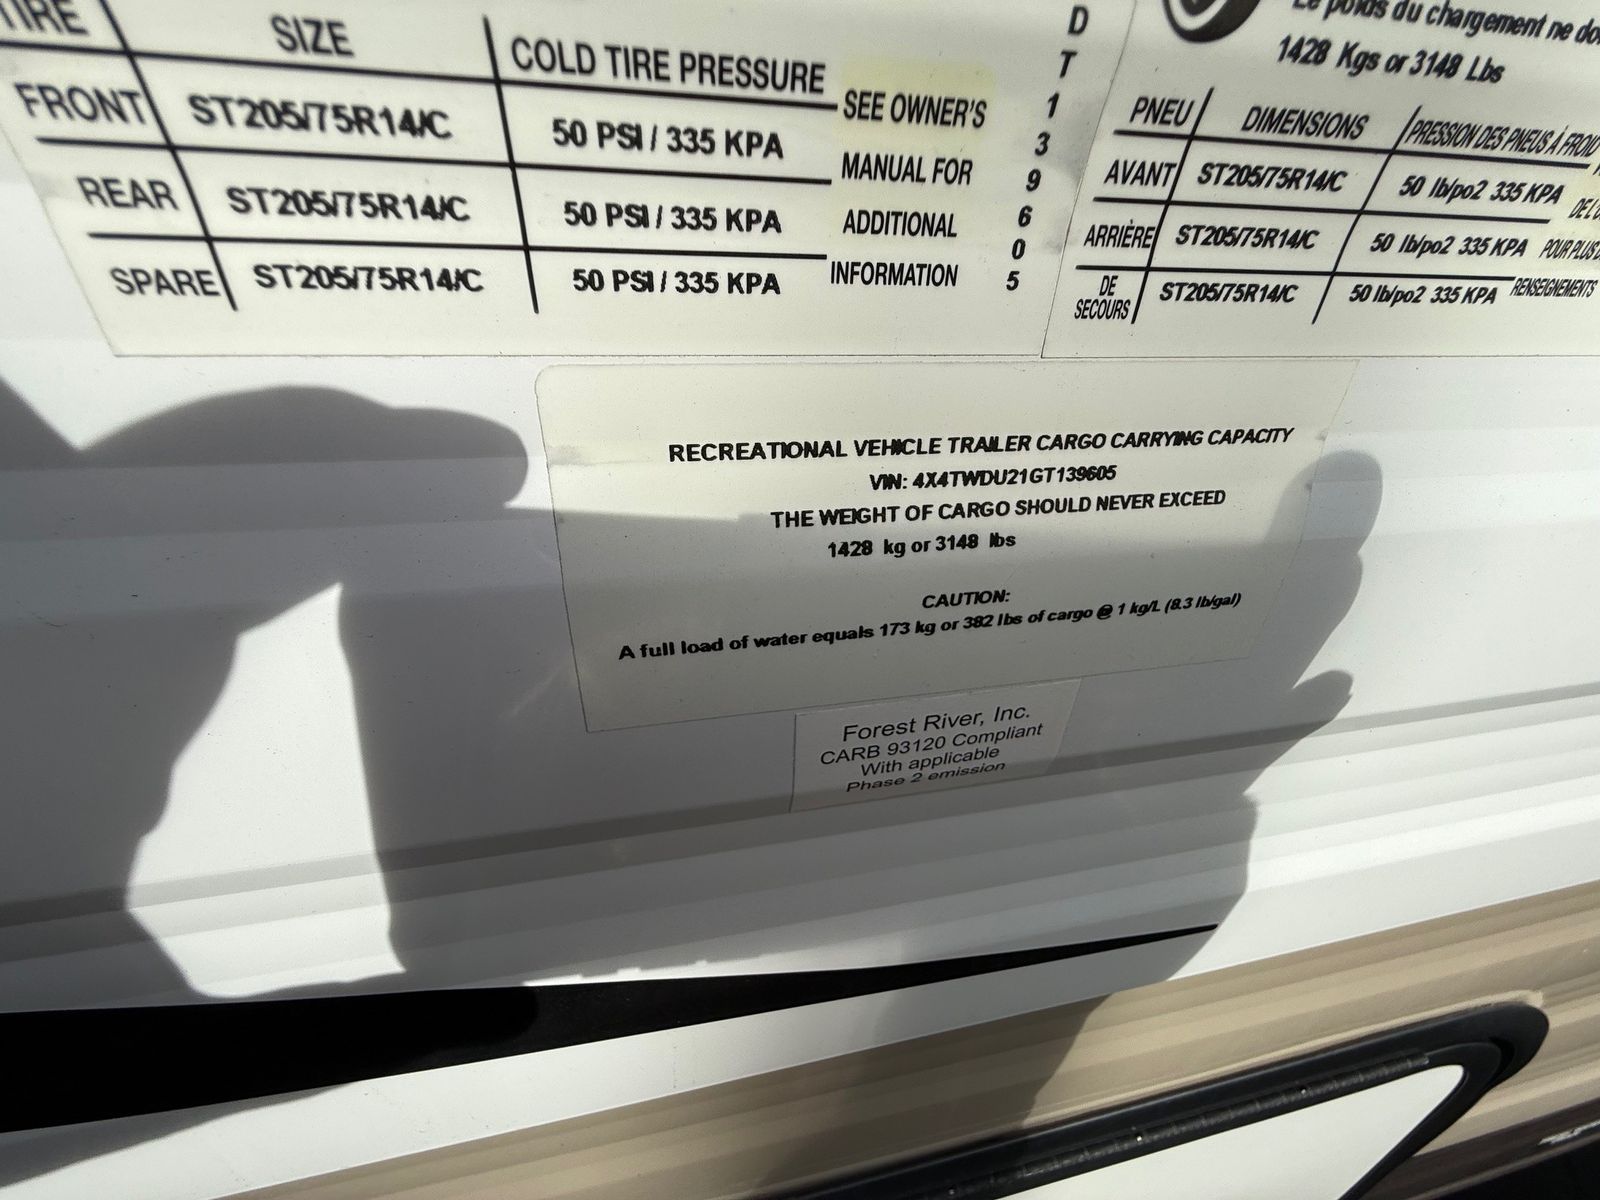 TIRE SIZE COLD TIRE PRESSURE
FRONT ST205/75R14/C 50 PSI / 335 KPA
REAR ST205/75R14/C 50 PSI / 335 KPA
SPARE ST205/75R14/C 50 PSI / 335 KPA
SEE OWNER'S
MANUAL FOR
ADDITIONAL
INFORMATION
D
T
1
3
9
6
0
5
Le poids du chargement ne
1428 Kgs or 3148 Lbs
PNEU DIMENSIONS PRESSION DES PNEUS À FROID
AVANT ST205/75R14/C 50 lb/po2 335 KPA
ARRIÈRE ST205/75R14/C 50 lb/po2 335 KPA
DE SECOURS ST205/75R14/C 50 lb/po2 335 KPA
POUR PLUS
RENSEIGNEMENTS
RECREATIONAL VEHICLE TRAILER CARGO CARRYING CAPACITY
VIN: 4X4TWDU21GT139605
THE WEIGHT OF CARGO SHOULD NEVER EXCEED
1428 kg or 3148 lbs
CAUTION:
A full load of water equals 173 kg or 382 lbs of cargo @ 1 kg/L (8.3 lb/gal)
Forest River, Inc.
CARB 93120 Compliant
With applicable
Phase 2 emission